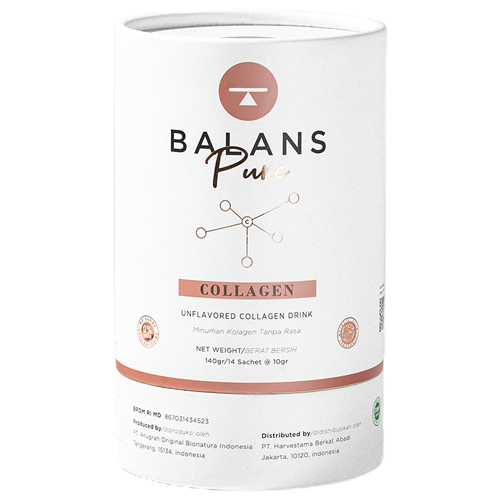 BALANS
Pure
C
COLLAGEN
UNFLAVORED COLLAGEN DRINK
Minuman Kolagen Tanpa Rasa
NET WEIGHT/BERAT BERSIH
140gr/14 Sachet @ 10gr
BPOM RI MD 867031434523
Produced by/diproduksi oleh
PT. Anugrah Original Bionatura Indonesia
Tangerang, 15134, Indonesia
Distributed by/didistribusikan oleh
PT. Harvestama Berkat Abadi
Jakarta, 10120, indonesia